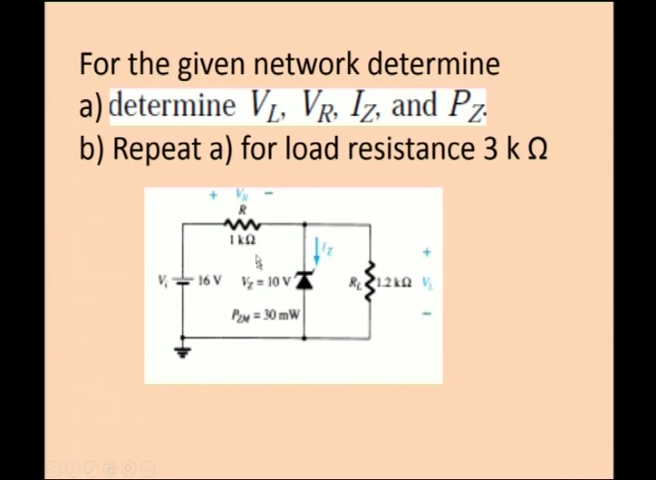 For the given network determine
a) determine VL, VR, IZ, and PZ.
b) Repeat a) for load resistance 3 k Ω
+ VR −
R
1 kΩ
IZ
+
Vi 16 V VZ = 10 V RL 1.2 kΩ VL
PZM = 30 mW −